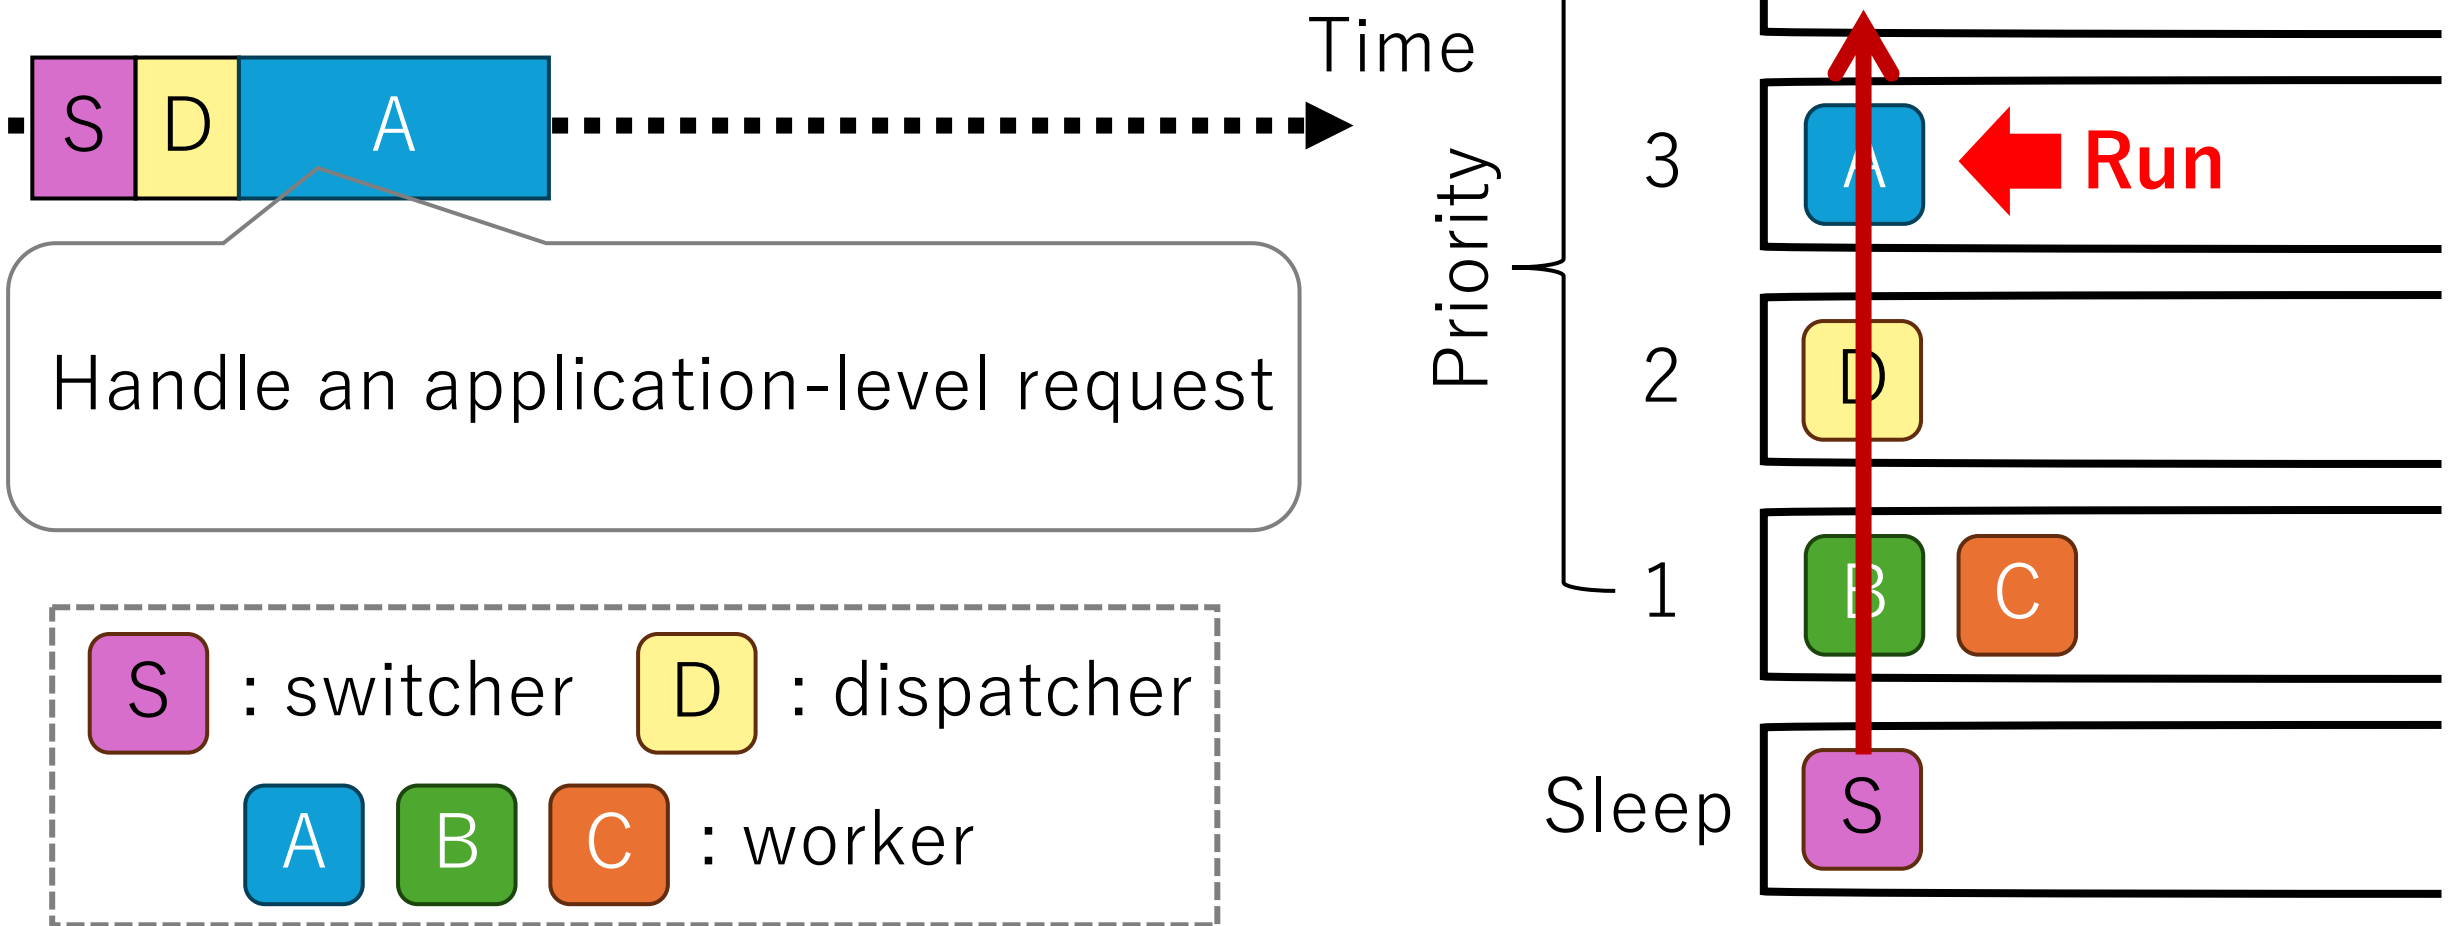 Time
S D A
Handle an application-level request
S : switcher D : dispatcher
A B C : worker
Priority
3 A Run
2 D
1 B C
Sleep S